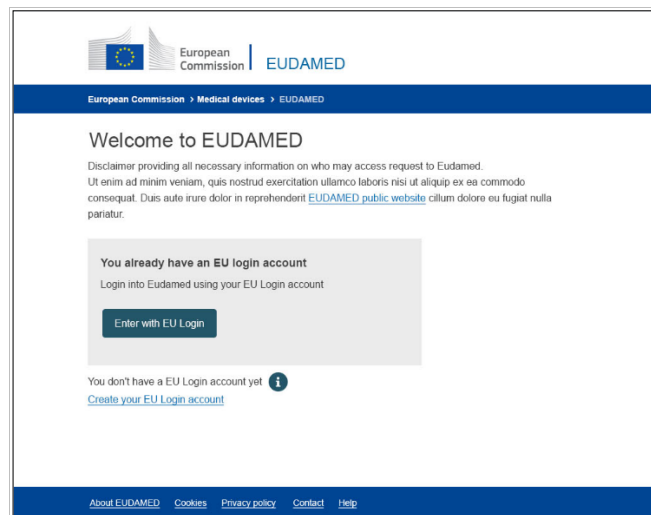 European
Commission
EUDAMED
European Commission > Medical devices > EUDAMED
Welcome to EUDAMED
Disclaimer providing all necessary information on who may access request to Eudamed.
Ut enim ad minim veniam, quis nostrud exercitation ullamco laboris nisi ut aliquip ex ea commodo
consequat. Duis aute irure dolor in reprehenderit EUDAMED public website cillum dolore eu fugiat nulla
pariatur.
You already have an EU login account
Login into Eudamed using your EU Login account
Enter with EU Login
You don't have a EU Login account yet i
Create your EU Login account
About EUDAMED Cookies Privacy policy Contact Help